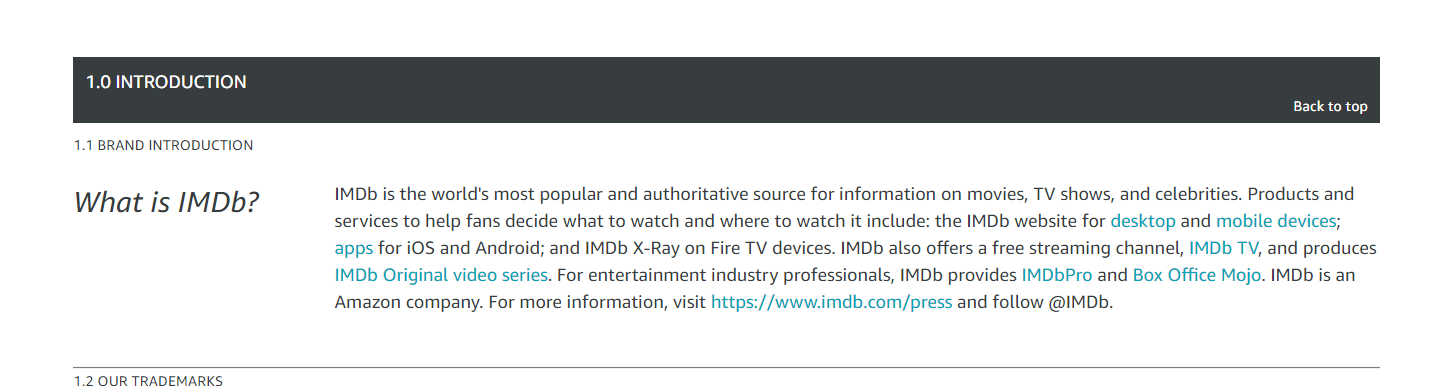 1.0 INTRODUCTION
Back to top
1.1 BRAND INTRODUCTION
What is IMDb?
IMDb is the world's most popular and authoritative source for information on movies, TV shows, and celebrities. Products and
services to help fans decide what to watch and where to watch it include: the IMDb website for desktop and mobile devices;
apps for iOS and Android; and IMDb X-Ray on Fire TV devices. IMDb also offers a free streaming channel, IMDb TV, and produces
IMDb Original video series. For entertainment industry professionals, IMDb provides IMDbPro and Box Office Mojo. IMDb is an
Amazon company. For more information, visit https://www.imdb.com/press and follow @IMDb.
1.2 OUR TRADEMARKS